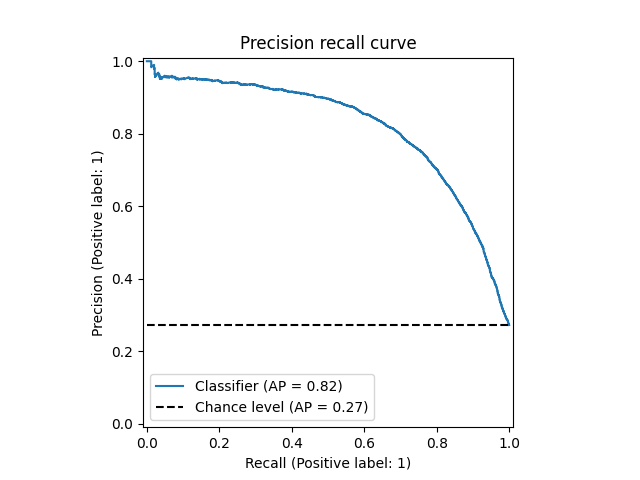 Precision recall curve
1.0
0.8
0.6
0.4
0.2
0.0
Precision (Positive label: 1)
Classifier (AP = 0.82)
Chance level (AP = 0.27)
0.0 0.2 0.4 0.6 0.8 1.0
Recall (Positive label: 1)